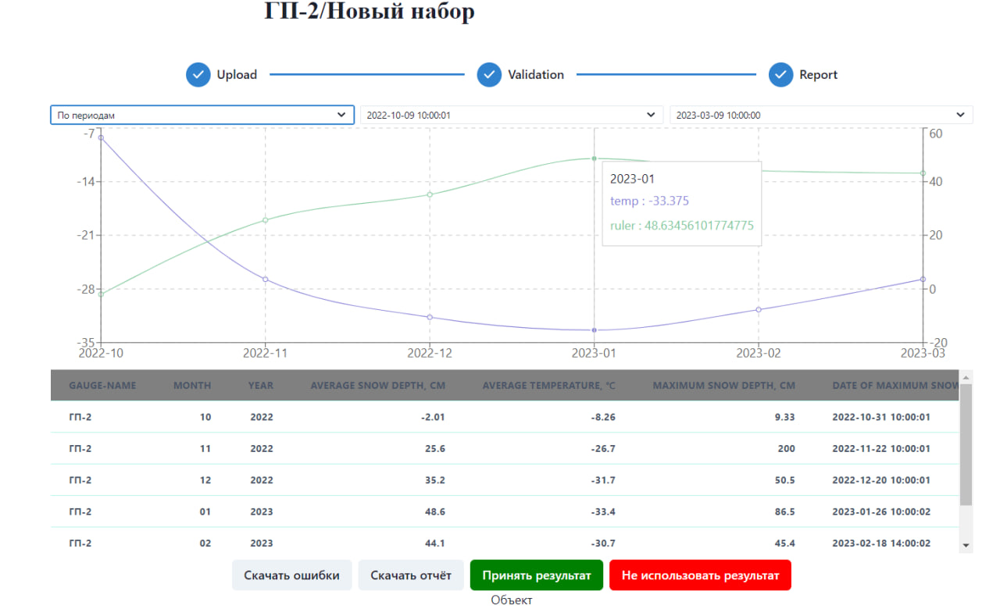 ГП-2/Новый набор
Upload Validation Report
По периодам 2022-10-09 10:00:01 2023-03-09 10:00:00
-7 60
-14 40
-21 20
-28 0
-35 -20
2023-01
temp : -33.375
ruler : 48.63456101774775
2022-10 2022-11 2022-12 2023-01 2023-02 2023-03
GAUGE-NAME MONTH YEAR AVERAGE SNOW DEPTH, CM AVERAGE TEMPERATURE, °C MAXIMUM SNOW DEPTH, CM DATE OF MAXIMUM SNOW
ГП-2 10 2022 -2.01 -8.26 9.33 2022-10-31 10:00:01
ГП-2 11 2022 25.6 -26.7 200 2022-11-22 10:00:01
ГП-2 12 2022 35.2 -31.7 50.5 2022-12-20 10:00:01
ГП-2 01 2023 48.6 -33.4 86.5 2023-01-26 10:00:02
ГП-2 02 2023 44.1 -30.7 45.4 2023-02-18 14:00:02
Скачать ошибки Скачать отчёт Принять результат Не использовать результат
Объект